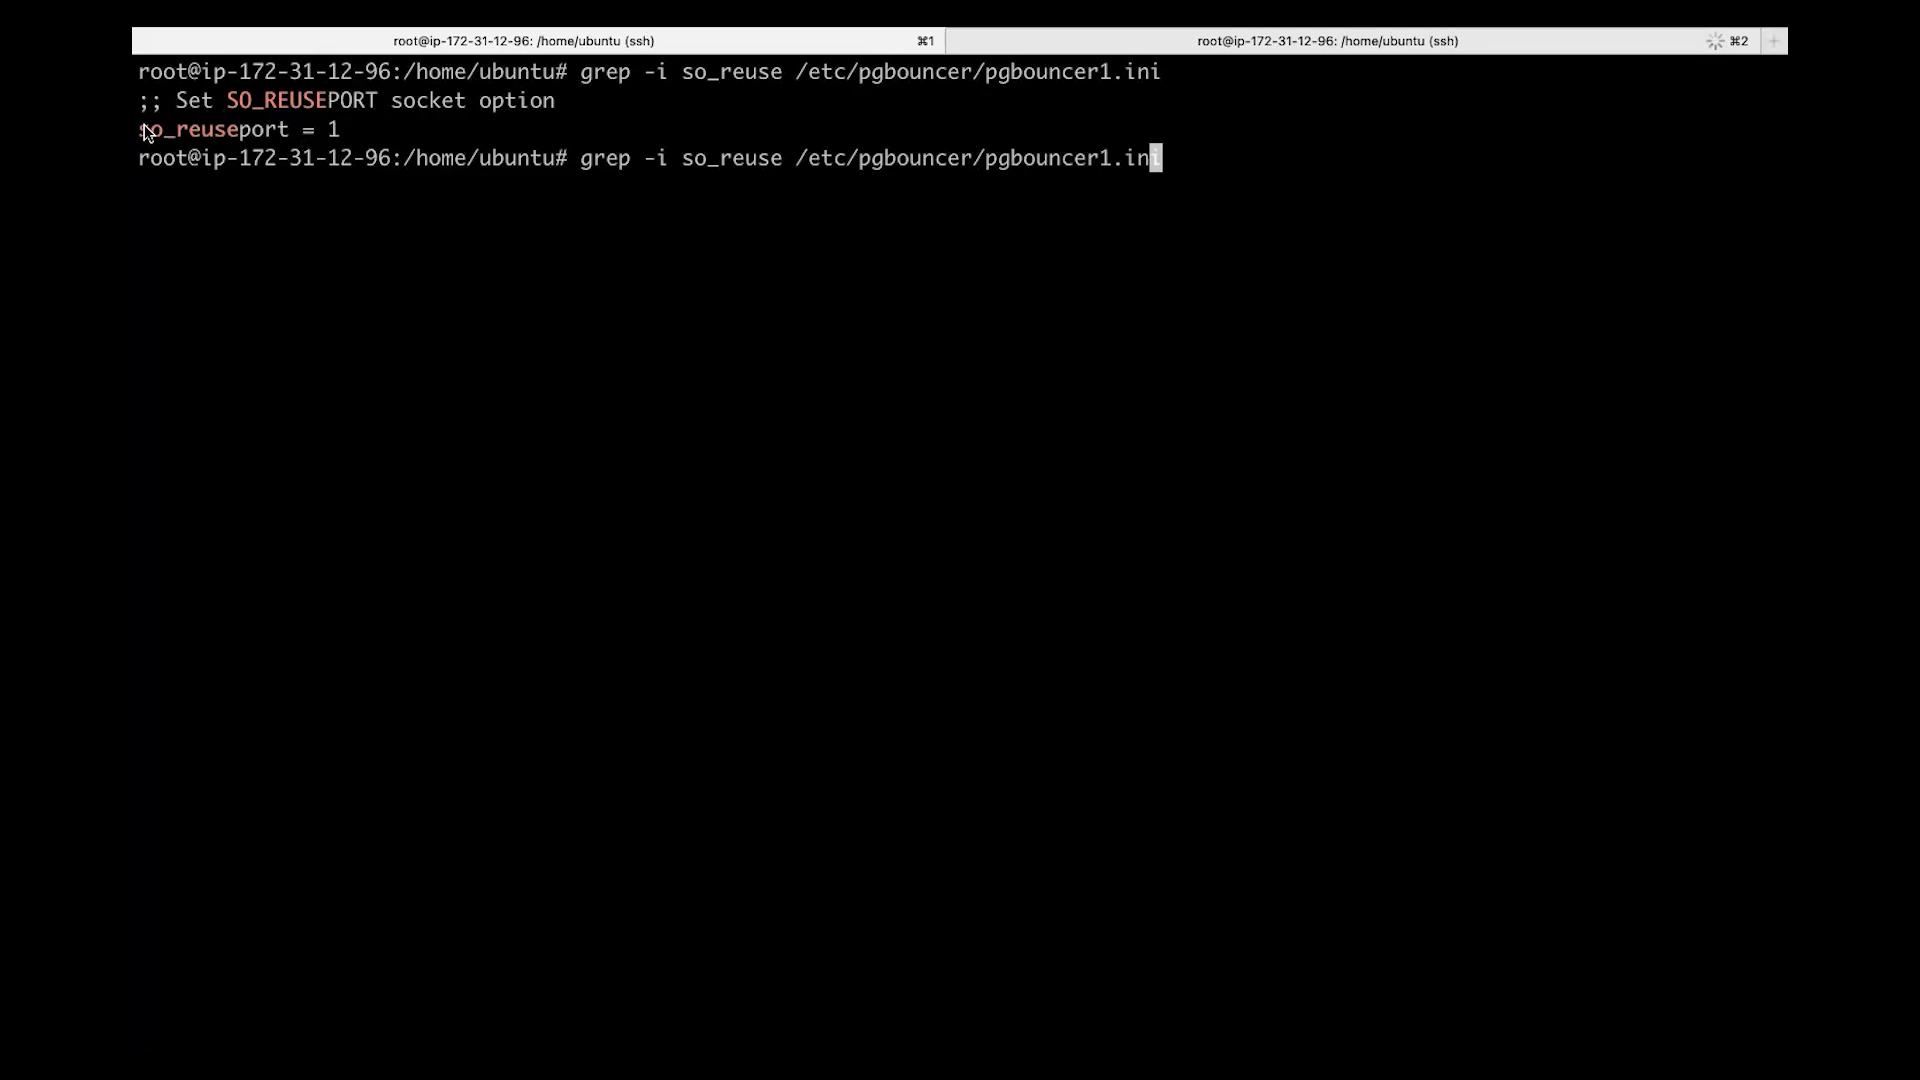 root@ip-172-31-12-96: /home/ubuntu (ssh) ⌘1 root@ip-172-31-12-96: /home/ubuntu (ssh) ⌘2 +
root@ip-172-31-12-96:/home/ubuntu# grep -i so_reuse /etc/pgbouncer/pgbouncer1.ini
;; Set SO_REUSEPORT socket option
so_reuseport = 1
root@ip-172-31-12-96:/home/ubuntu# grep -i so_reuse /etc/pgbouncer/pgbouncer1.ini